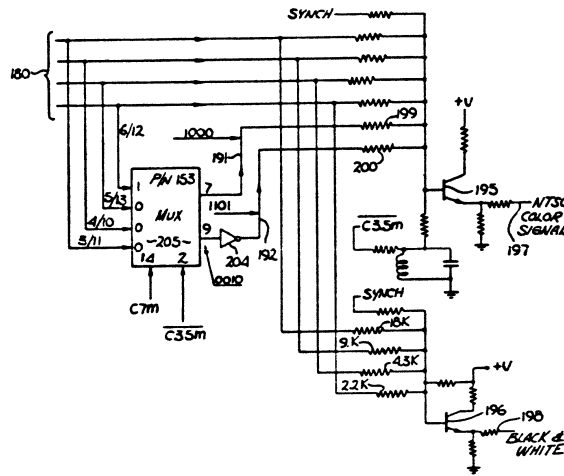 SYNCH
180
+V
199
6/12
1000
191
200
1 P/N 153
7
195
5/13
0
MUX
1101
NTSC
COLOR
SIGNAL
197
4/10
0
9
192
C3.5m
3/11
0
-205-
204
14 2
0010
SYNCH
C7m
C3.5m
18K
9.K
4.3K
2.2K
+V
196
198
BLACK &
WHITE